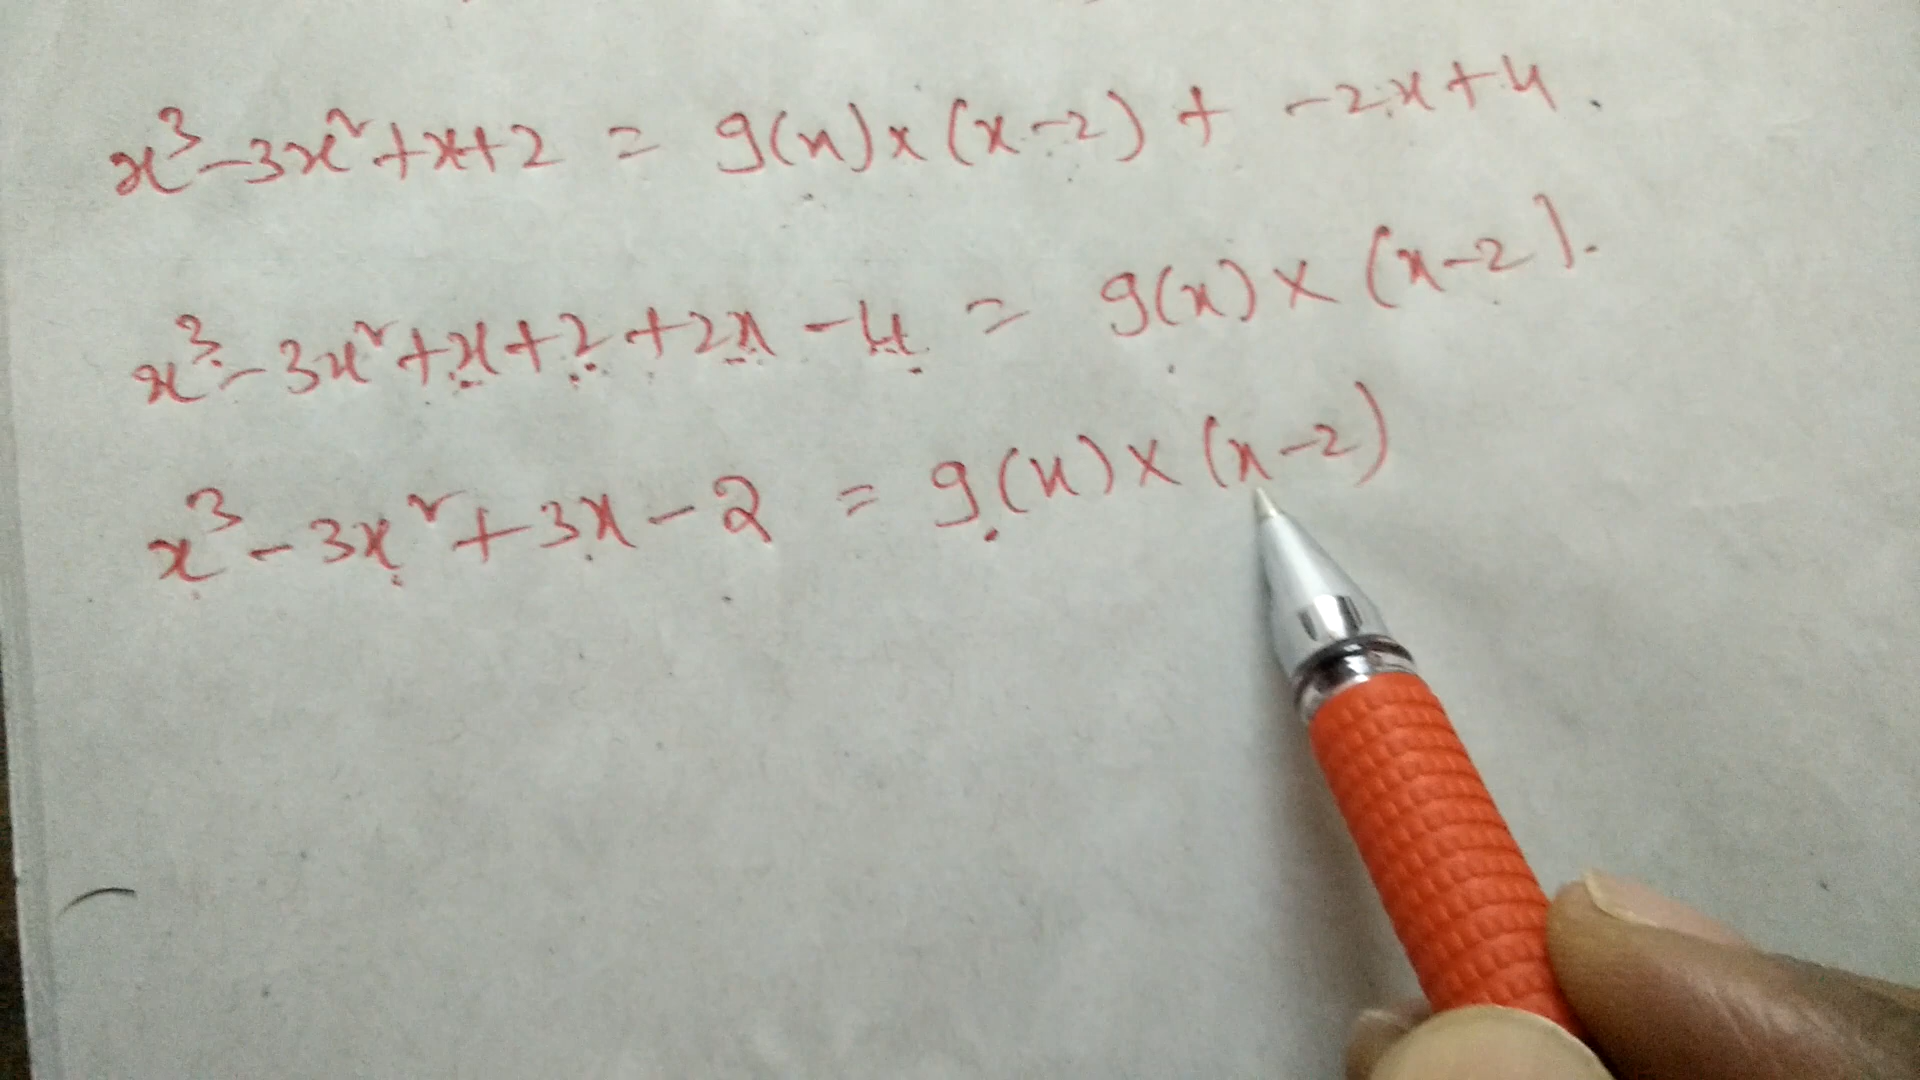 x³-3x²+x+2 = g(x)×(x-2)+ -2x+4.
x³-3x²+x+2+2x-4 = g(x)×(x-2).
x³-3x²+3x-2 = g(x)×(x-2)